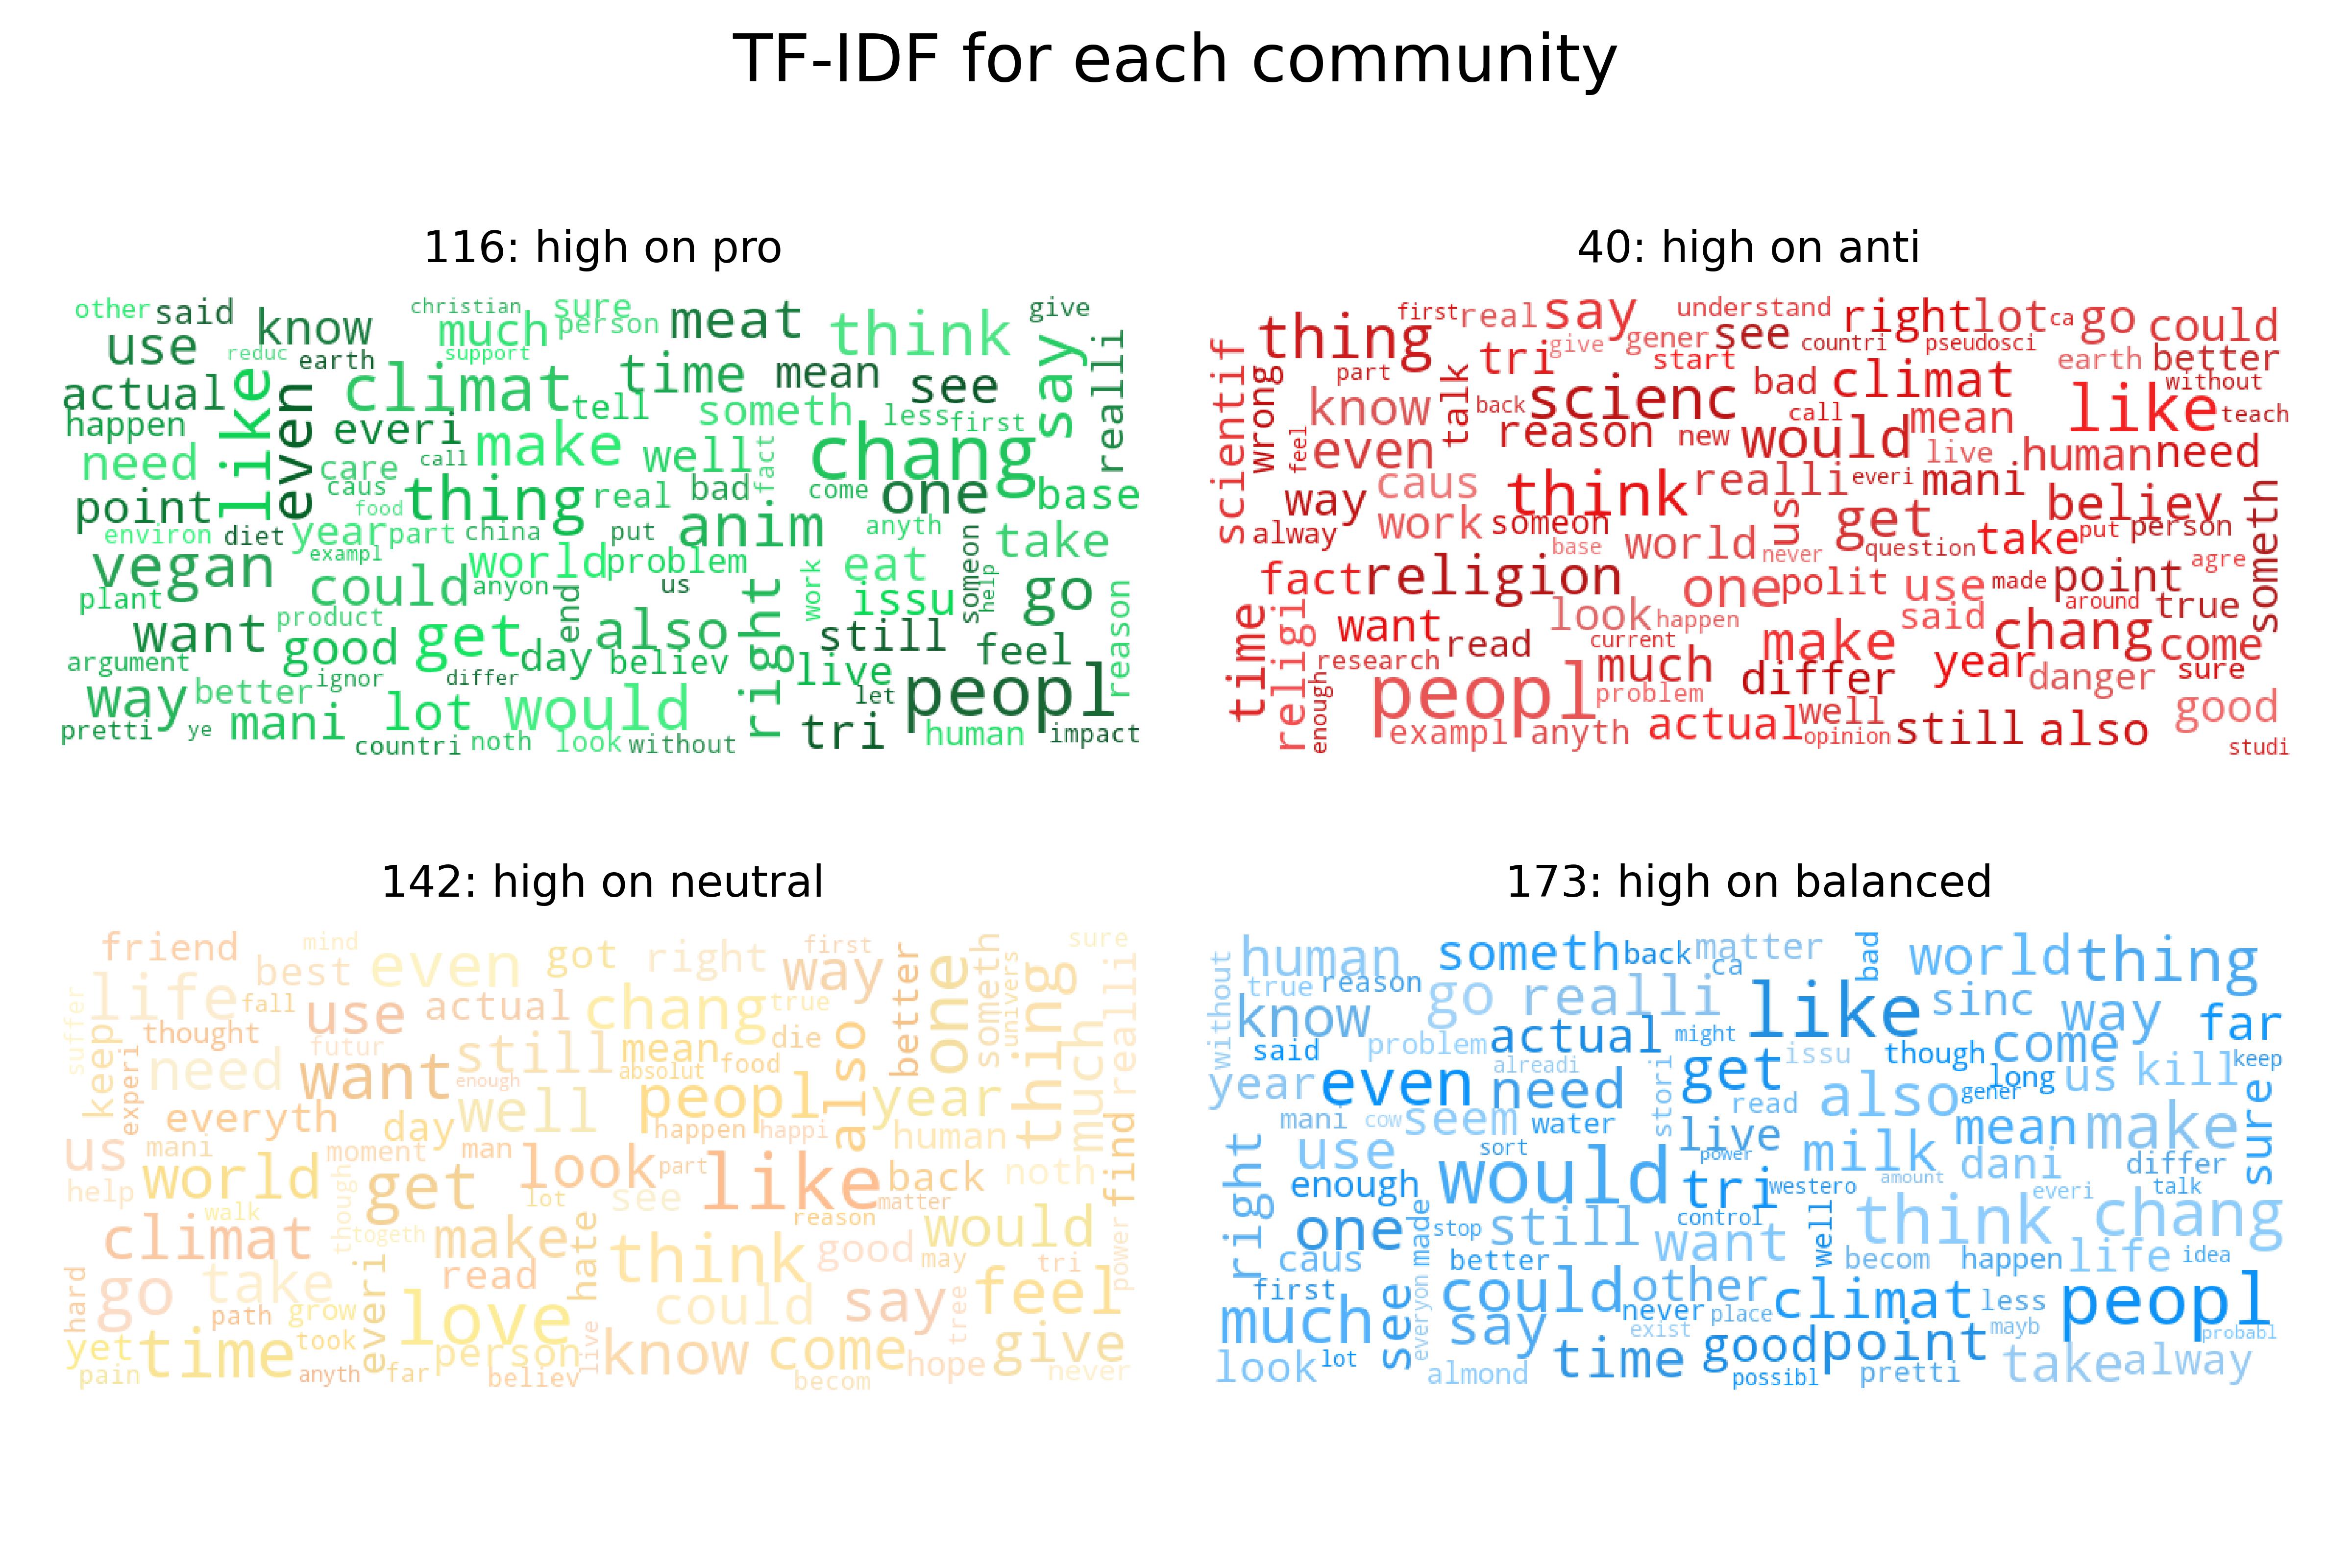 TF-IDF for each community
116: high on pro
other said know christian sure much person meat think give
use reduc earth support time mean see say realli
actual like even climat tell someth less first
happen everi make well fact chang
need care call caus thing real bad come one base
point food year part china put anim anyth someon take
environ diet exampl world problem
vegan could anyon us work eat issu help go reason
plant product end
want good get day also right still feel
argument ignor differ believ live let peopl
way better mani lot would tri human impact
pretti ye countri noth look without
40: high on anti
thing first real say understand right lot ca go could
scientif wrong part talk tri give gener see countri pseudosci earth better
start without
know back scienc call bad climat like teach
feel even reason new would mean live human need
way caus think realli everi mani believ someth
alway work someon us get put person
base world never question take
fact religion one polit use made point agre
time religi look happen said around true
want read current make chang come
research much differ year danger sure
enough peopl problem well good
exampl anyth actual opinion still also studi
142: high on neutral
friend mind even got right first way better one someth univers sure
suffer life best fall use actual chang true thing much realli
keep thought futur still mean die
experi need want enough absolut food
everyth day well peopl also year
us mani moment man happen happi human
help world get look part like back noth find
walk though lot see matter
climat togeth make hate think reason would
go take everi read good may tri power
hard path grow love could say tree feel
yet time took person live know come hope give
pain anyth far believ becom never
173: high on balanced
human someth back matter bad world thing
without true reason go realli ca like sinc way far
know said problem actual might issu though come keep
year even need alreadi stori get long us kill sure
mani cow seem water read also gener mean make
right use sort live power milk dani differ
enough would tri westero amount everi talk
one made stop still control well think chang
caus better want becom happen life idea
first see everyon could other never place climat less peopl
much say exist good point mayb probabl
look lot almond time possibl pretti take alway